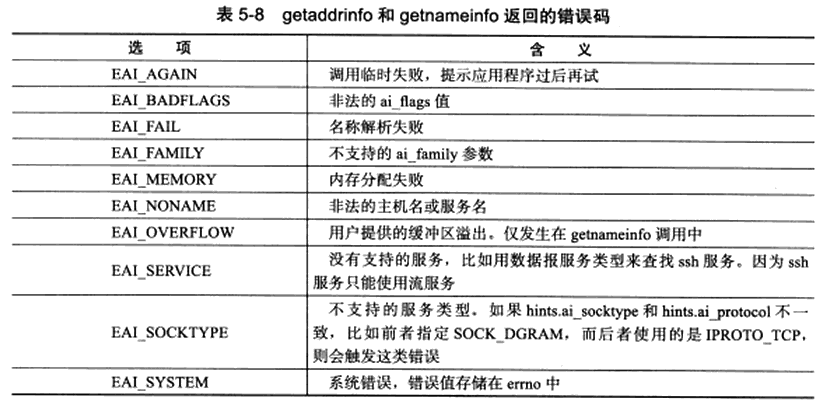 表 5-8 getaddrinfo 和 getnameinfo 返回的错误码
选 项 含 义
EAI_AGAIN 调用临时失败，提示应用程序过后再试
EAI_BADFLAGS 非法的 ai_flags 值
EAI_FAIL 名称解析失败
EAI_FAMILY 不支持的 ai_family 参数
EAI_MEMORY 内存分配失败
EAI_NONAME 非法的主机名或服务名
EAI_OVERFLOW 用户提供的缓冲区溢出。仅发生在 getnameinfo 调用中
EAI_SERVICE 没有支持的服务，比如用数据报服务类型来查找 ssh 服务。因为 ssh
服务只能使用流服务
EAI_SOCKTYPE 不支持的服务类型。如果 hints.ai_socktype 和 hints.ai_protocol 不一
致，比如前者指定 SOCK_DGRAM，而后者使用的是 IPROTO_TCP，
则会触发这类错误
EAI_SYSTEM 系统错误，错误值存储在 errno 中